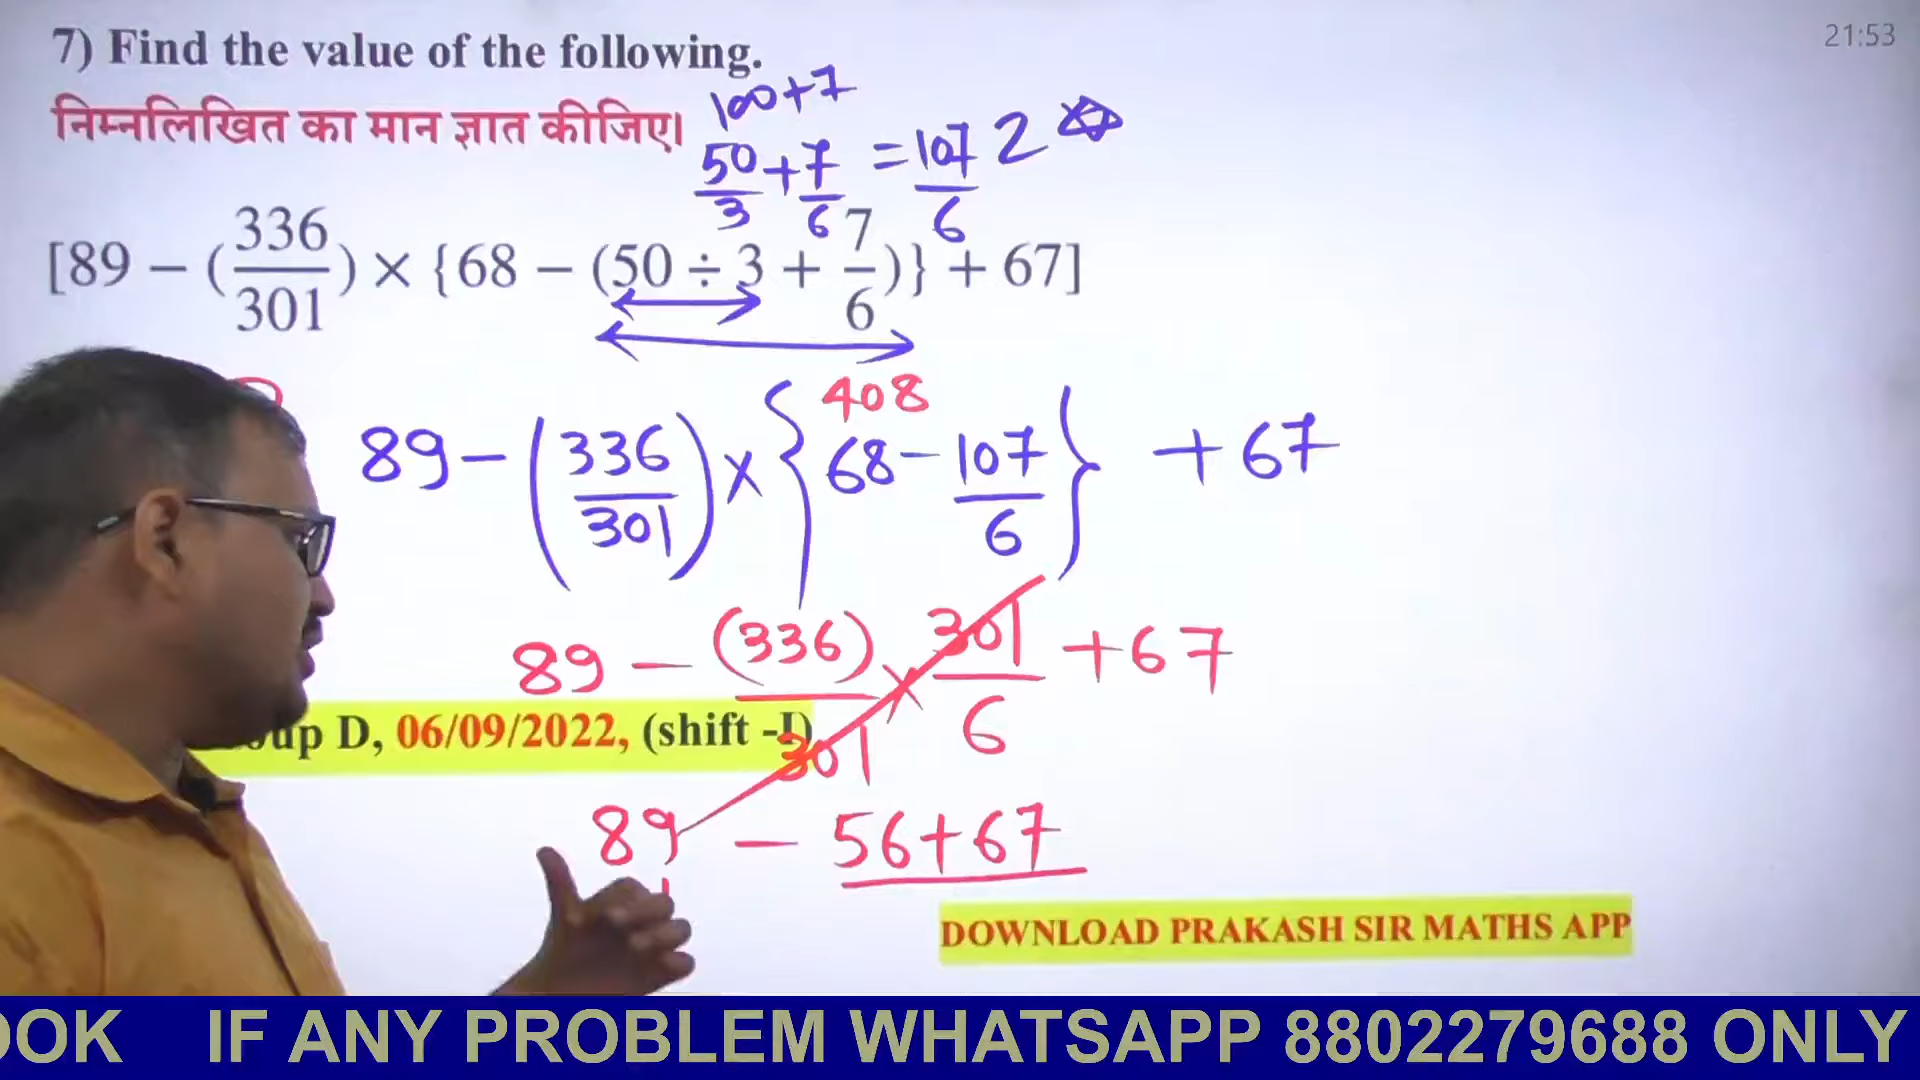 21:53
7) Find the value of the following.
निम्नलिखित का मान ज्ञात कीजिए।
100+7
50/3 + 7/6 = 107/6 2
[89 − (336/301) × {68 − (50 ÷ 3 + 7/6)} + 67]
408
89 − (336/301) × {68 − 107/6} + 67
89 − (336)/301 × 301/6 + 67
D, 06/09/2022, (shift -I)
89 − 56+67
DOWNLOAD PRAKASH SIR MATHS APP
OOK IF ANY PROBLEM WHATSAPP 8802279688 ONLY